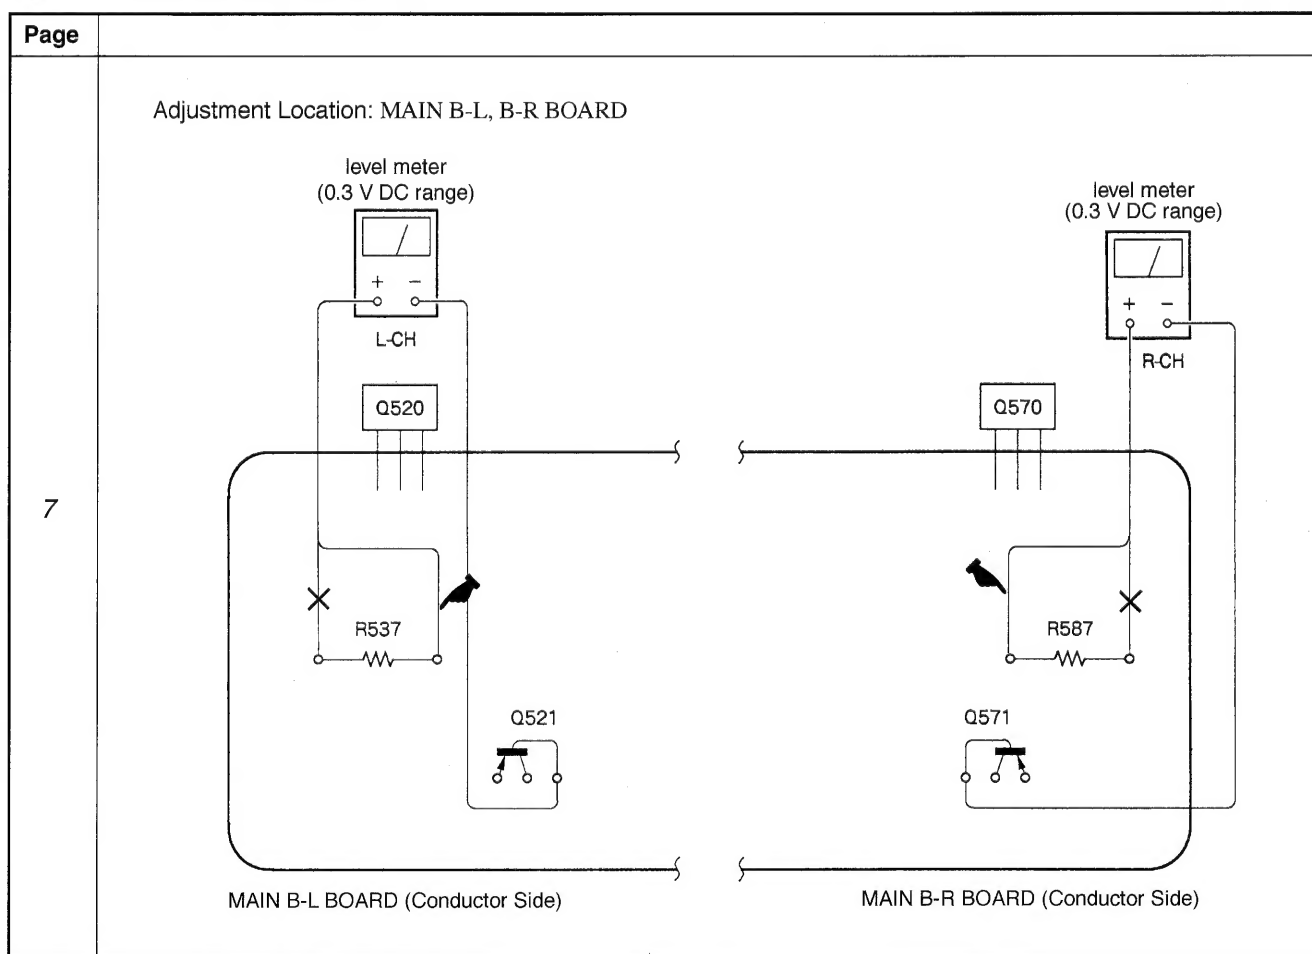 Page
Adjustment Location: MAIN B-L, B-R BOARD
level meter
(0.3 V DC range)
+ −
L-CH
level meter
(0.3 V DC range)
+ −
R-CH
Q520
Q570
7
R537
R587
Q521
Q571
MAIN B-L BOARD (Conductor Side)
MAIN B-R BOARD (Conductor Side)